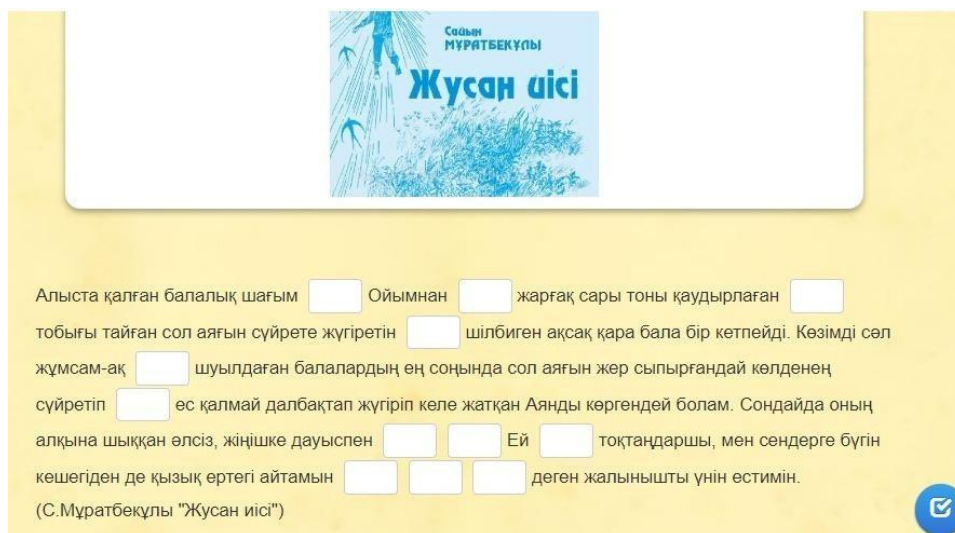 Сайын
МҰРАТБЕКҰЛЫ
Жусан иісі
Алыста қалған балалық шағым Ойымнан жарғақ сары тоны қаудырлаған
тобығы тайған сол аяғын сүйрете жүгіретін шілбиген ақсақ қара бала бір кетпейді. Көзімді сәл
жұмсам-ақ шуылдаған балалардың ең соңында сол аяғын жер сыпырғандай көлденең
сүйретіп ес қалмай далбақтап жүгіріп келе жатқан Аянды көргендей болам. Сондайда оның
алқына шыққан әлсіз, жіңішке дауыспен Ей тоқтаңдаршы, мен сендерге бүгін
кешегіден де қызық ертегі айтамын деген жалынышты үнін естимін.
(С.Мұратбекұлы "Жусан иісі")